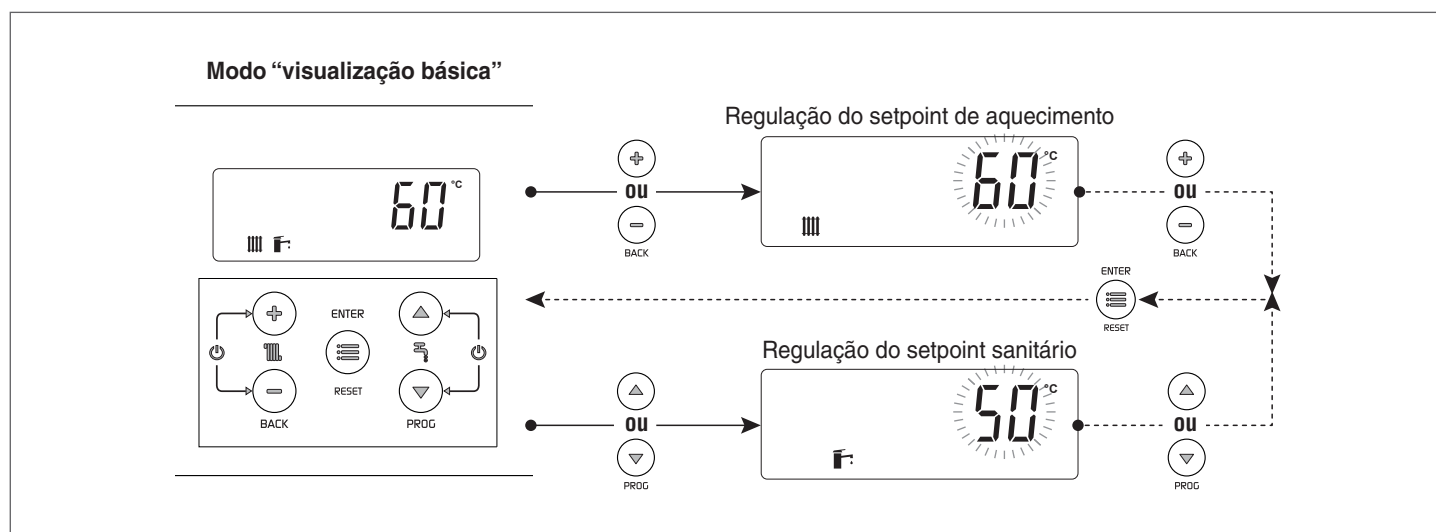 Modo “visualização básica”
60 °C
ENTER
RESET
BACK
PROG
Regulação do setpoint de aquecimento
ou
BACK
60 °C
ou
BACK
ENTER
RESET
Regulação do setpoint sanitário
ou
PROG
50 °C
ou
PROG